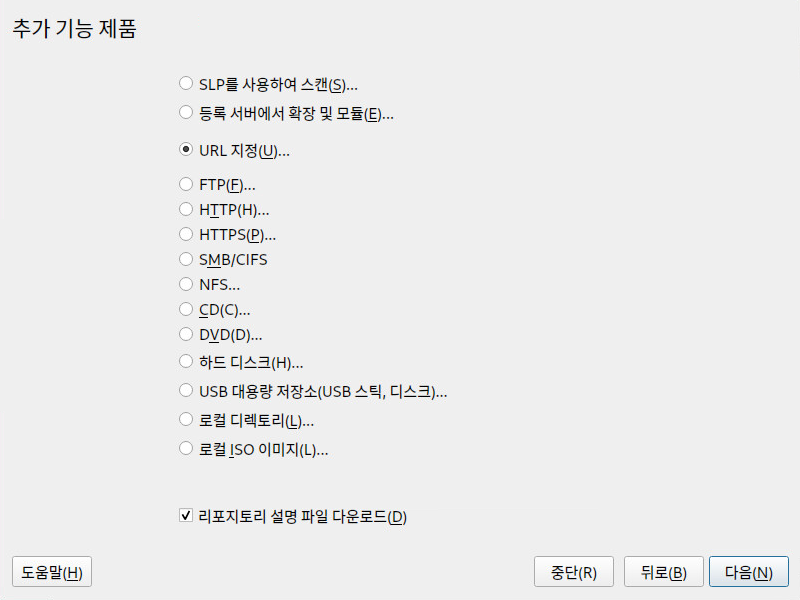 추가 기능 제품
SLP를 사용하여 스캔(S)...
등록 서버에서 확장 및 모듈(E)...
URL 지정(U)...
FTP(F)...
HTTP(H)...
HTTPS(P)...
SMB/CIFS
NFS...
CD(C)...
DVD(D)...
하드 디스크(H)...
USB 대용량 저장소(USB 스틱, 디스크)...
로컬 디렉토리(L)...
로컬 ISO 이미지(L)...
리포지토리 설명 파일 다운로드(D)
도움말(H) 중단(R) 뒤로(B) 다음(N)